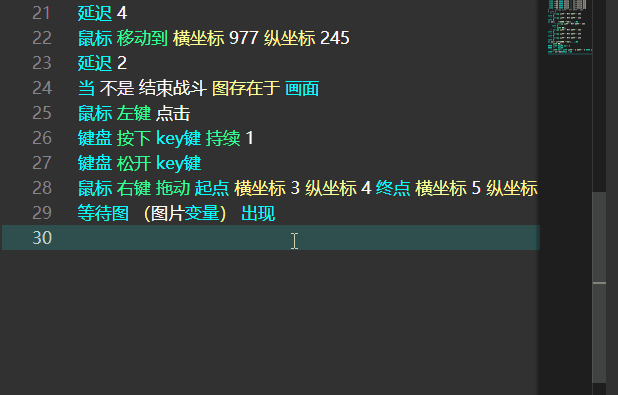 21 延迟 4
22 鼠标 移动到 横坐标 977 纵坐标 245
23 延迟 2
24 当 不是 结束战斗 图存在于 画面
25 鼠标 左键 点击
26 键盘 按下 key键 持续 1
27 键盘 松开 key键
28 鼠标 右键 拖动 起点 横坐标 3 纵坐标 4 终点 横坐标 5 纵坐标
29 等待图 （图片变量） 出现
30